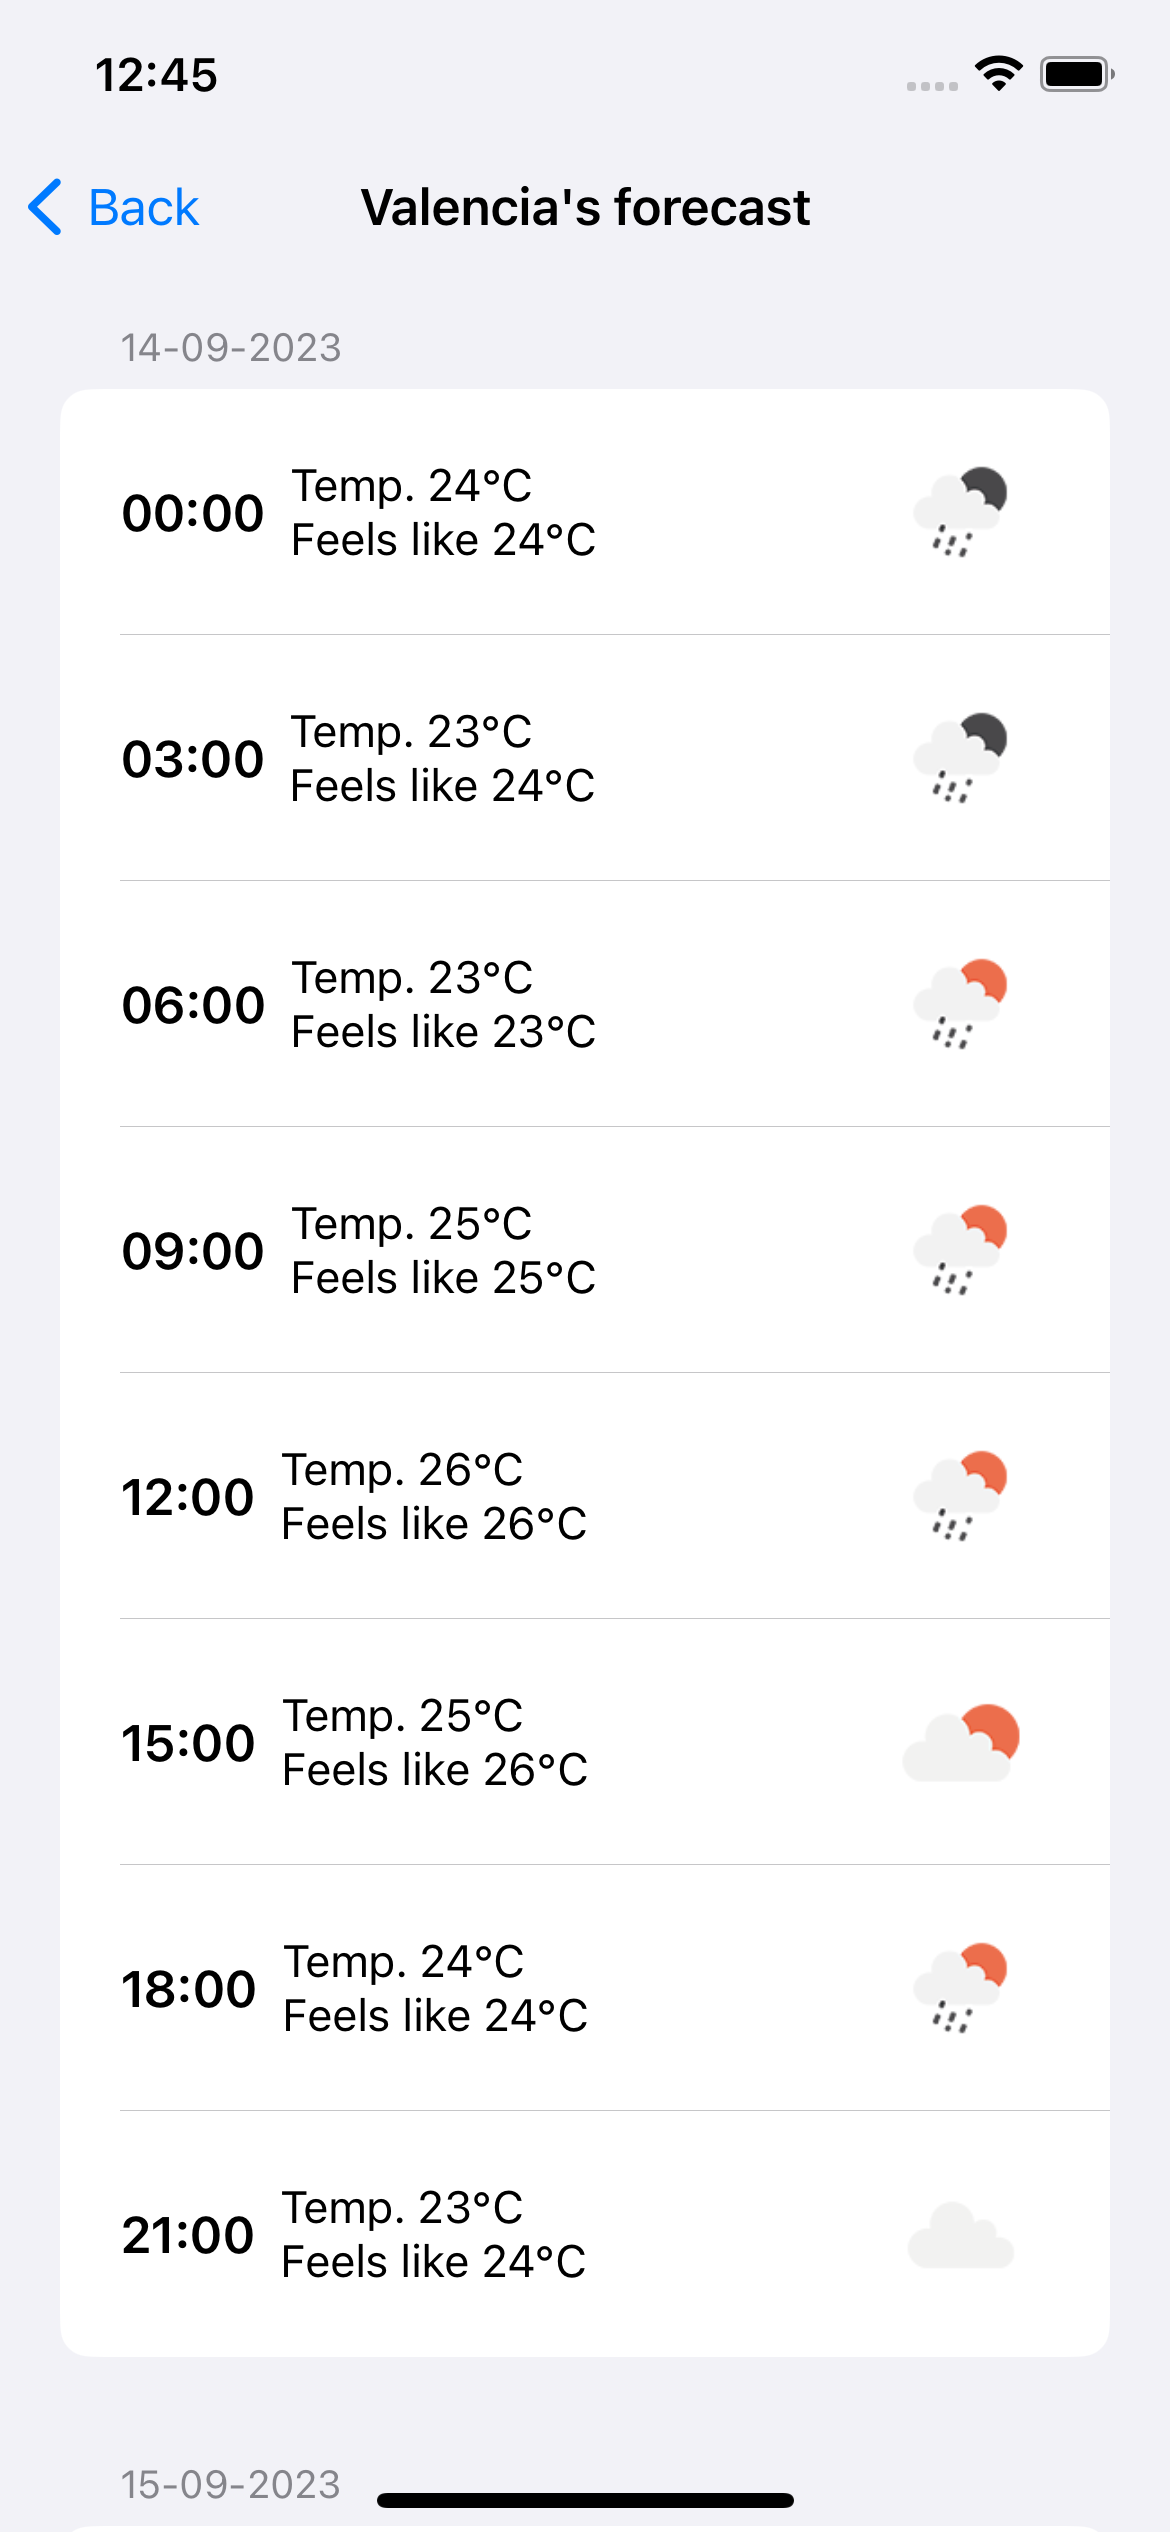 12:45
Back
Valencia's forecast
14-09-2023
00:00
Temp. 24°C
Feels like 24°C
03:00
Temp. 23°C
Feels like 24°C
06:00
Temp. 23°C
Feels like 23°C
09:00
Temp. 25°C
Feels like 25°C
12:00
Temp. 26°C
Feels like 26°C
15:00
Temp. 25°C
Feels like 26°C
18:00
Temp. 24°C
Feels like 24°C
21:00
Temp. 23°C
Feels like 24°C
15-09-2023